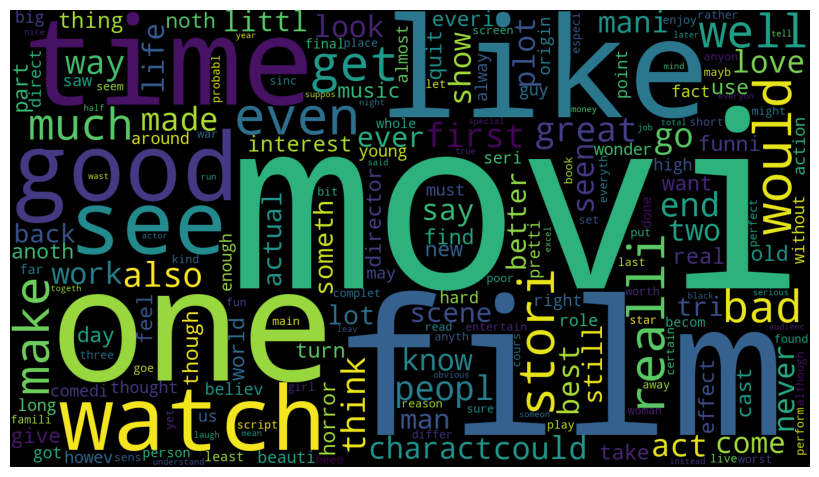 big
nice
thing
noth
littl
look
everi
mani
enjoy
rather
later
tell
well
time
year
final
place
almost
screen
especi
like
part
direct
saw
way
life
seem
sinc
probabl
get
show
alway
quit
plot
guy
origin
point
mind
mayb
anyon
love
much
half
suppos
music
let
fact
use
everyon
made
even
night
money
around
war
whole
special
first
great
total
might
go
short
job
ever
interest
young
said
true
seri
wonder
funni
action
without
would
good
wast
run
movi
seen
book
everyth
high
want
back
see
actor
bit
must
say
find
new
director
better
pretti
set
done
put
perfect
end
two
old
real
excel
last
anoth
kind
actual
someth
far
work
also
enough
may
poor
togeth
complet
hard
right
worth
tri
bad
make
one
feel
fun
main
leav
lot
scene
entertain
stori
realli
black
serious
audienc
day
three
though
world
turn
read
anyth
role
star
becom
certain
found
never
goe
know
cours
best
still
film
effect
cast
comedi
thought
believ
girl
horror
think
peopl
reason
obvious
sure
away
woman
perform
although
long
famili
watch
yet
us
script
man
differ
someon
play
give
laugh
mean
charact
could
take
act
come
got
howev
sens
person
least
beauti
need
understand
instead
live
worst